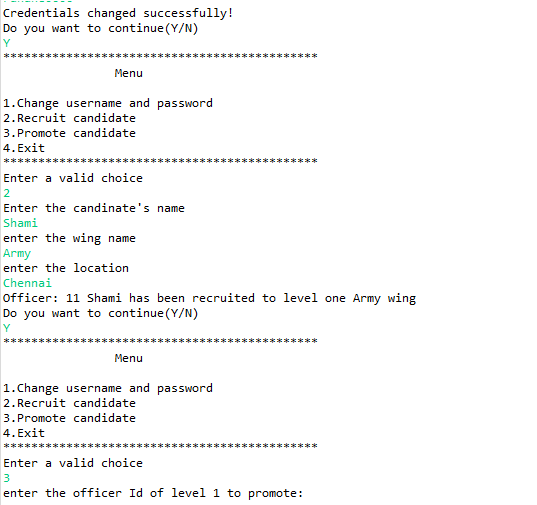 Credentials changed successfully!
Do you want to continue(Y/N)
Y
*********************************************
Menu
1.Change username and password
2.Recruit candidate
3.Promote candidate
4.Exit
*********************************************
Enter a valid choice
2
Enter the candinate's name
Shami
enter the wing name
Army
enter the location
Chennai
Officer: 11 Shami has been recruited to level one Army wing
Do you want to continue(Y/N)
Y
*********************************************
Menu
1.Change username and password
2.Recruit candidate
3.Promote candidate
4.Exit
*********************************************
Enter a valid choice
3
enter the officer Id of level 1 to promote: